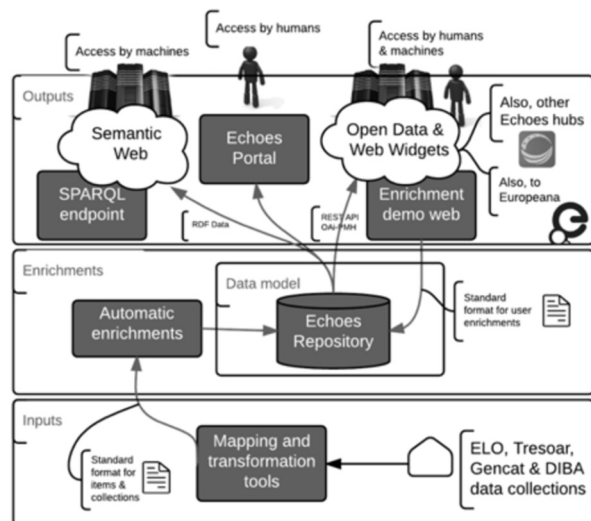 Access by machines
Access by humans
Access by humans
& machines
Outputs
Semantic
Web
Echoes
Portal
Open Data &
Web Widgets
Also, other
Echoes hubs
SPARQL
endpoint
Enrichment
demo web
Also, to
Europeana
RDF Data
REST API
OAI-PMH
Enrichments
Data model
Automatic
enrichments
Echoes
Repository
Standard
format for user
enrichments
Inputs
Standard
format for
items &
collections
Mapping and
transformation
tools
ELO, Tresoar,
Gencat & DIBA
data collections